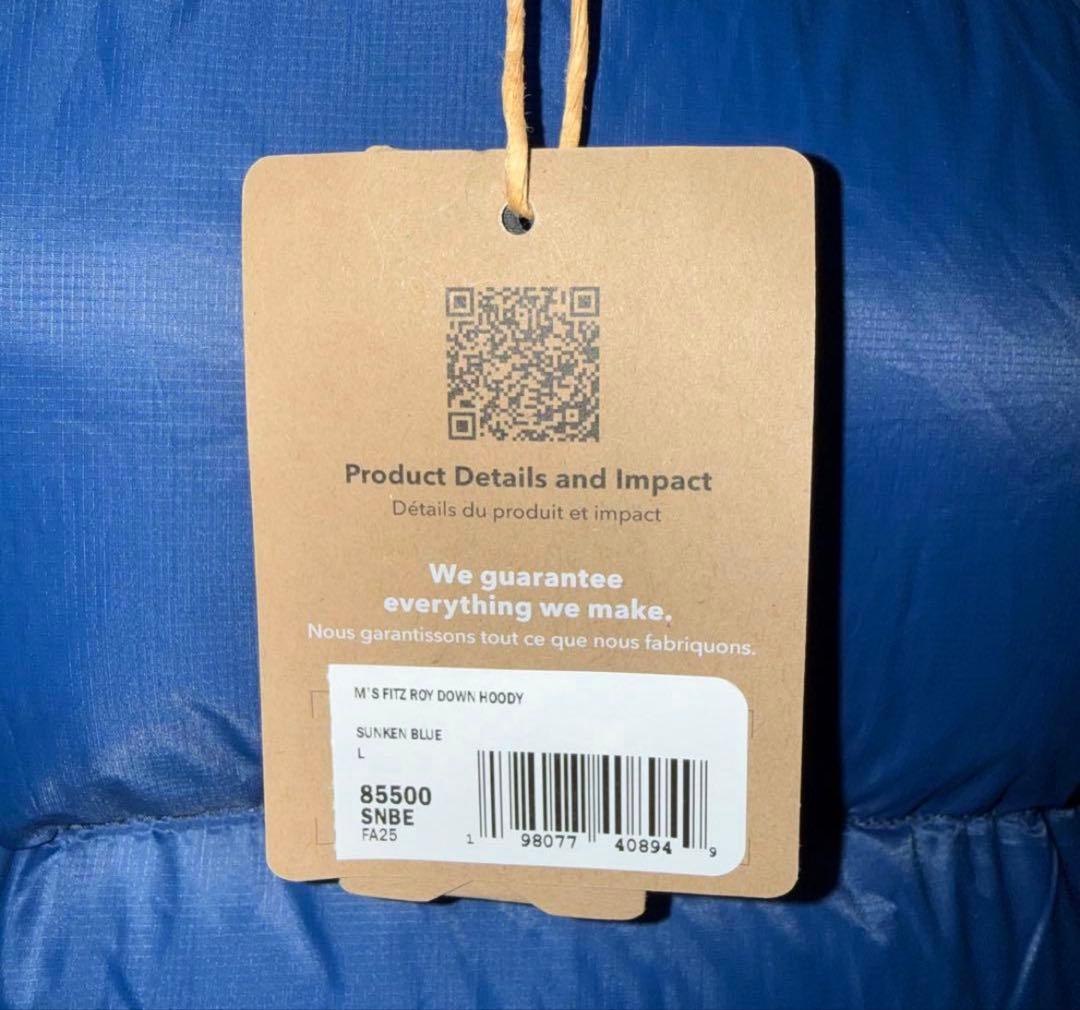 Product Details and Impact
Détails du produit et impact
We guarantee
everything we make.
Nous garantissons tout ce que nous fabriquons.
M'S FITZ ROY DOWN HOODY
SUNKEN BLUE
L
85500
SNBE
FA25
1 98077 40894 9